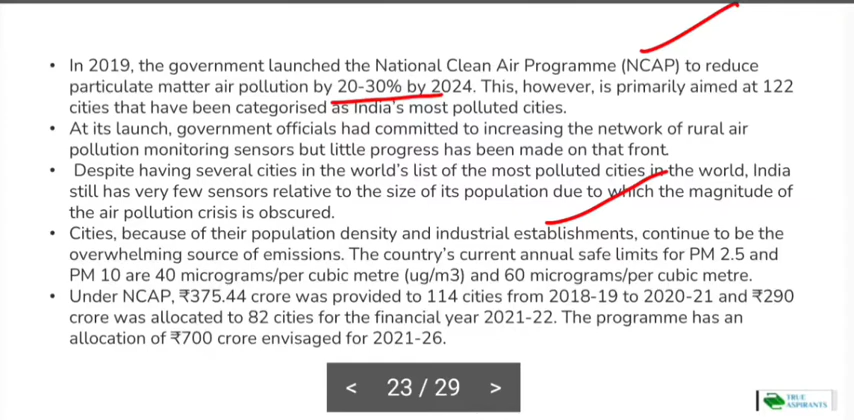 • In 2019, the government launched the National Clean Air Programme (NCAP) to reduce
particulate matter air pollution by 20-30% by 2024. This, however, is primarily aimed at 122
cities that have been categorised as India's most polluted cities.
• At its launch, government officials had committed to increasing the network of rural air
pollution monitoring sensors but little progress has been made on that front.
• Despite having several cities in the world's list of the most polluted cities in the world, India
still has very few sensors relative to the size of its population due to which the magnitude of
the air pollution crisis is obscured.
• Cities, because of their population density and industrial establishments, continue to be the
overwhelming source of emissions. The country's current annual safe limits for PM 2.5 and
PM 10 are 40 micrograms/per cubic metre (ug/m3) and 60 micrograms/per cubic metre.
• Under NCAP, ₹375.44 crore was provided to 114 cities from 2018-19 to 2020-21 and ₹290
crore was allocated to 82 cities for the financial year 2021-22. The programme has an
allocation of ₹700 crore envisaged for 2021-26.
< 23 / 29 >
TRUE
ASPIRANTS